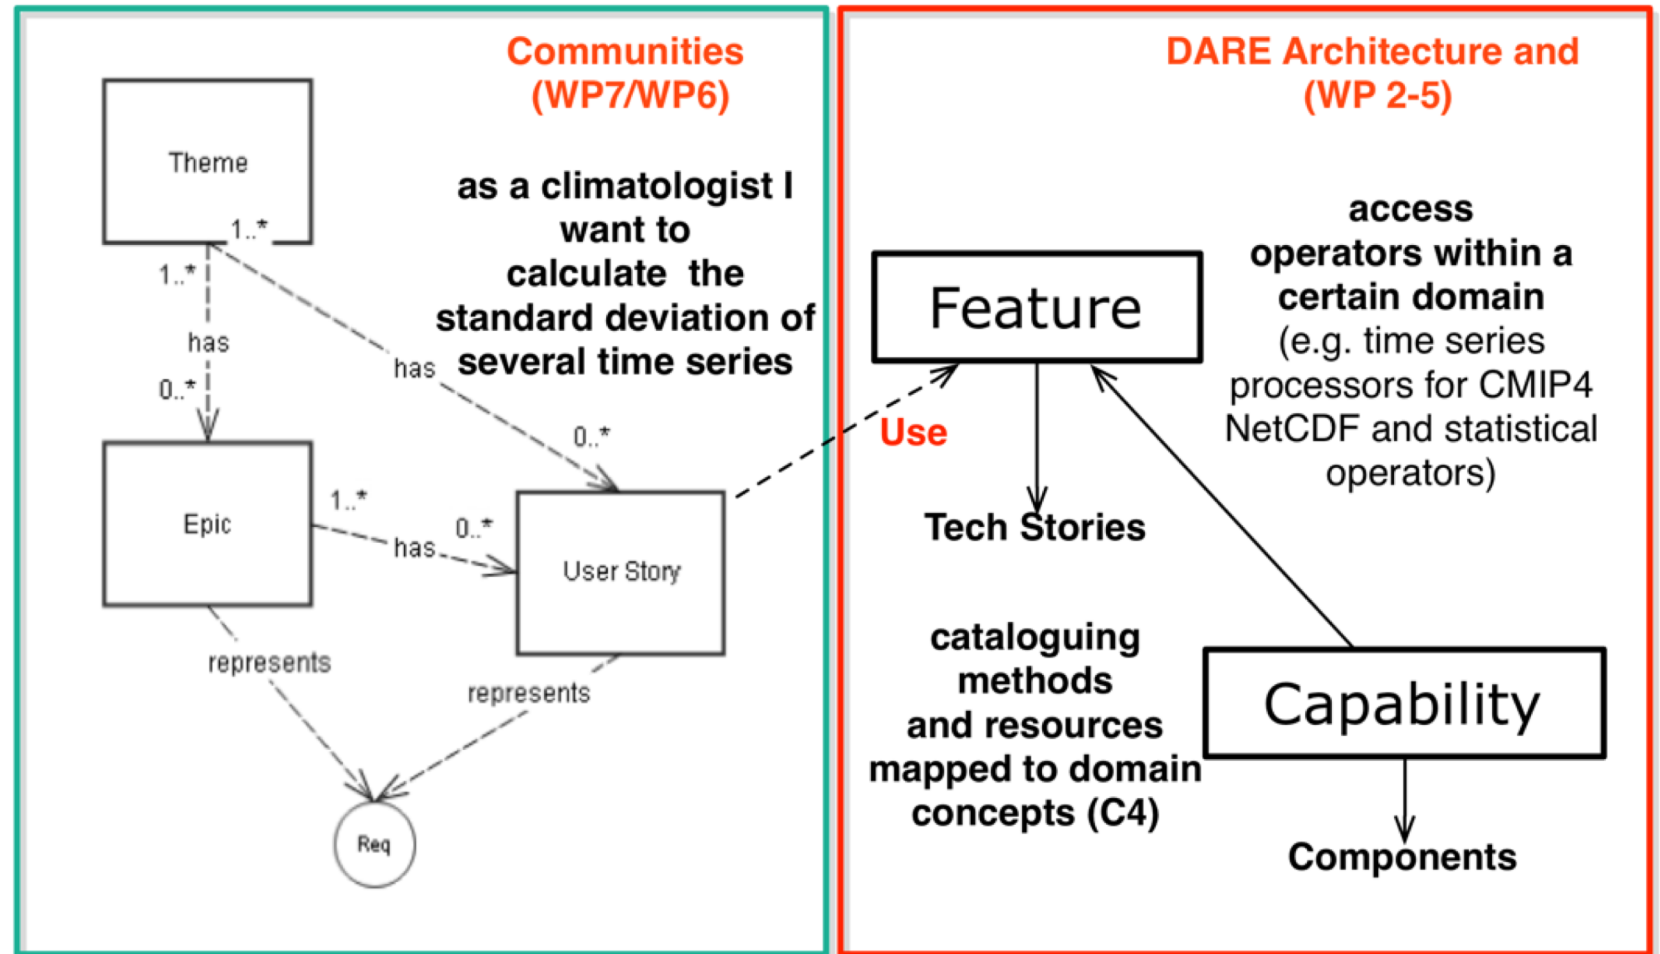 Communities
(WP7/WP6)
Theme
1..*
1..*
has
0..*
as a climatologist I
want to
calculate the
standard deviation of
several time series
has
0..*
Epic
1..*
has
0..*
User Story
represents
represents
Req
Use
DARE Architecture and
(WP 2-5)
Feature
access
operators within a
certain domain
(e.g. time series
processors for CMIP4
NetCDF and statistical
operators)
Tech Stories
cataloguing
methods
and resources
mapped to domain
concepts (C4)
Capability
Components